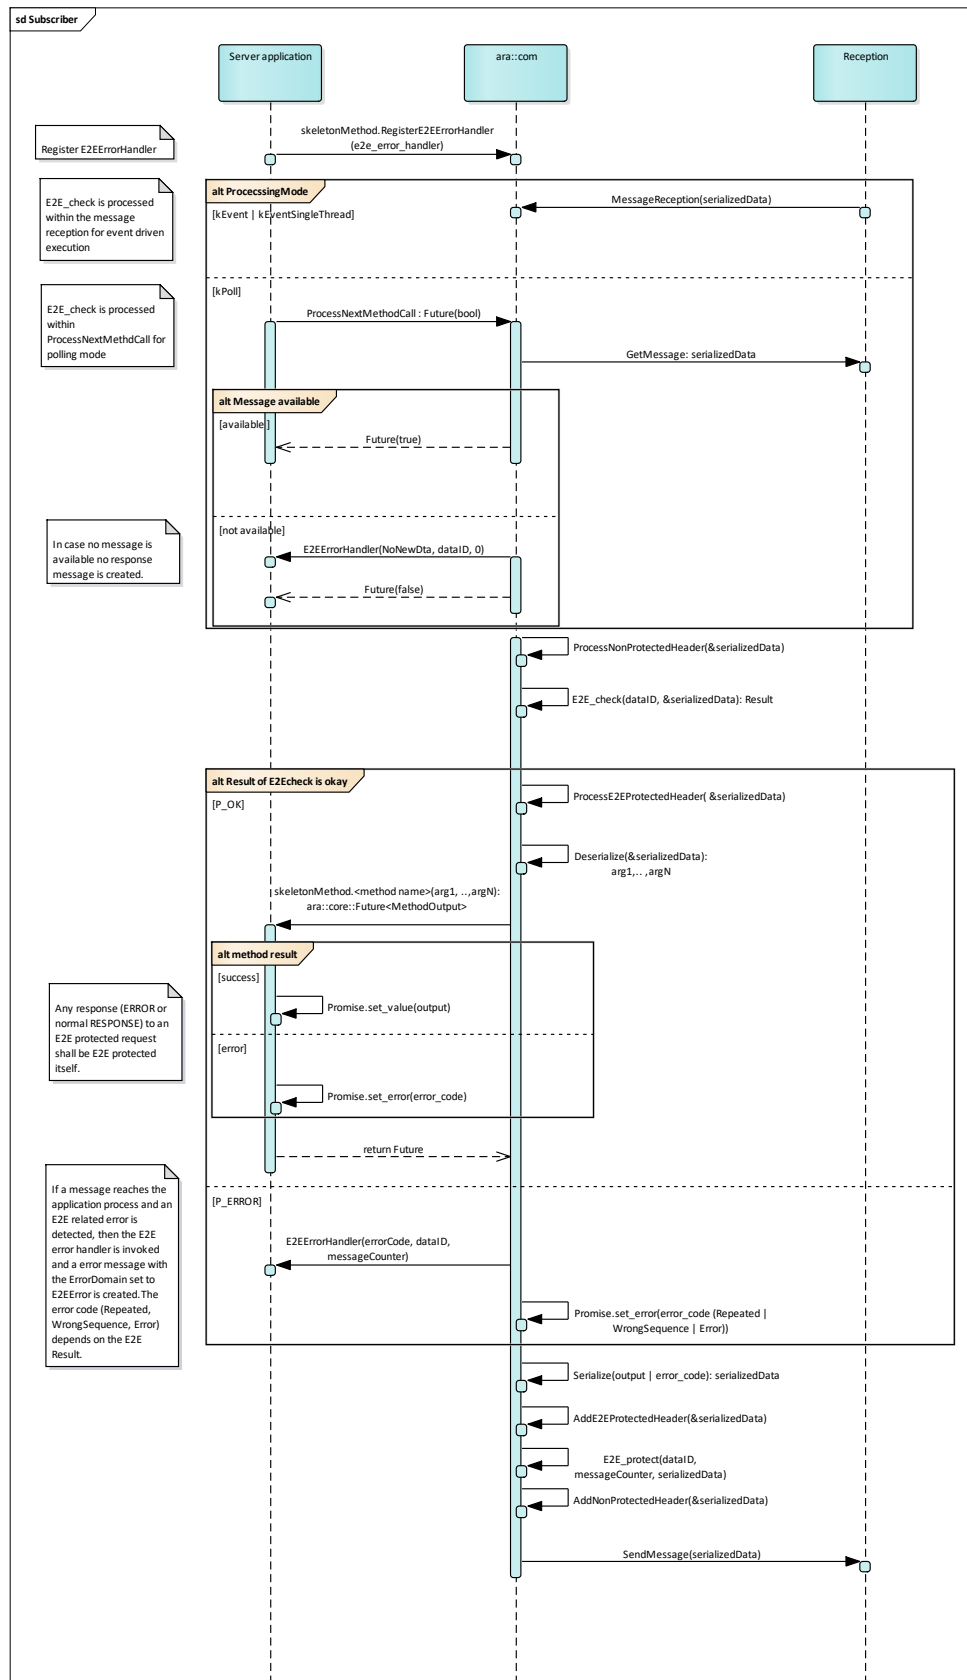 sd Subscriber
Server application
ara::com
Reception
Register E2EErrorHandler
skeletonMethod.RegisterE2EErrorHandler
(e2e_error_handler)
E2E_check is processed
within the message
reception for event driven
execution
alt ProcecssingMode
[kEvent | kEventSingleThread]
MessageReception(serializedData)
[kPoll]
E2E_check is processed
within
ProcessNextMethdCall for
polling mode
ProcessNextMethodCall : Future(bool)
GetMessage: serializedData
alt Message available
[available ]
Future(true)
[not available]
In case no message is
available no response
message is created.
E2EErrorHandler(NoNewDta, dataID, 0)
Future(false)
ProcessNonProtectedHeader(&serializedData)
E2E_check(dataID, &serializedData): Result
alt Result of E2Echeck is okay
[P_OK]
ProcessE2EProtectedHeader( &serializedData)
Deserialize(&serializedData):
arg1,.. ,argN
skeletonMethod.<method name>(arg1, ..,argN):
ara::core::Future<MethodOutput>
alt method result
[success]
Promise.set_value(output)
Any response (ERROR or
normal RESPONSE) to an
E2E protected request
shall be E2E protected
itself.
[error]
Promise.set_error(error_code)
return Future
[P_ERROR]
If a message reaches the
application process and an
E2E related error is
detected, then the E2E
error handler is invoked
and a error message with
the ErrorDomain set to
E2EError is created. The
error code (Repeated,
WrongSequence, Error)
depends on the E2E
Result.
E2EErrorHandler(errorCode, dataID,
messageCounter)
Promise.set_error(error_code (Repeated |
WrongSequence | Error))
Serialize(output | error_code): serializedData
AddE2EProtectedHeader(&serializedData)
E2E_protect(dataID,
messageCounter, serializedData)
AddNonProtectedHeader(&serializedData)
SendMessage(serializedData)